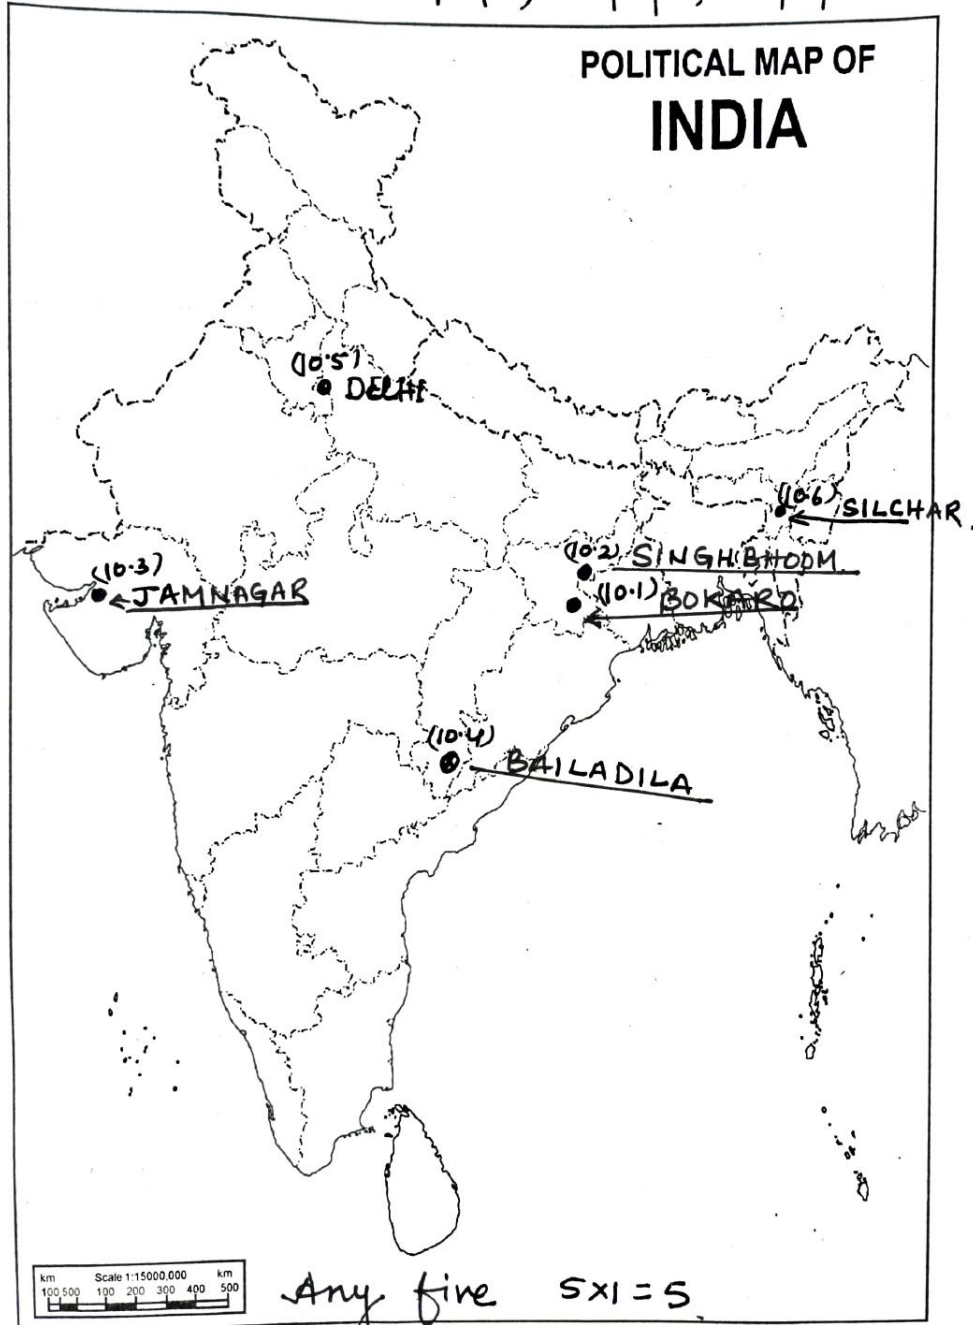 POLITICAL MAP OF
INDIA
(10.5)
DELHI
(10.6)
SILCHAR
(10.2) SINGHBHOOM
(10.3)
JAMNAGAR
(10.1) BOKARO
(10.4)
BAILADILA
km Scale 1:15000,000 km
100 50 0 100 200 300 400 500
Any five 5x1=5